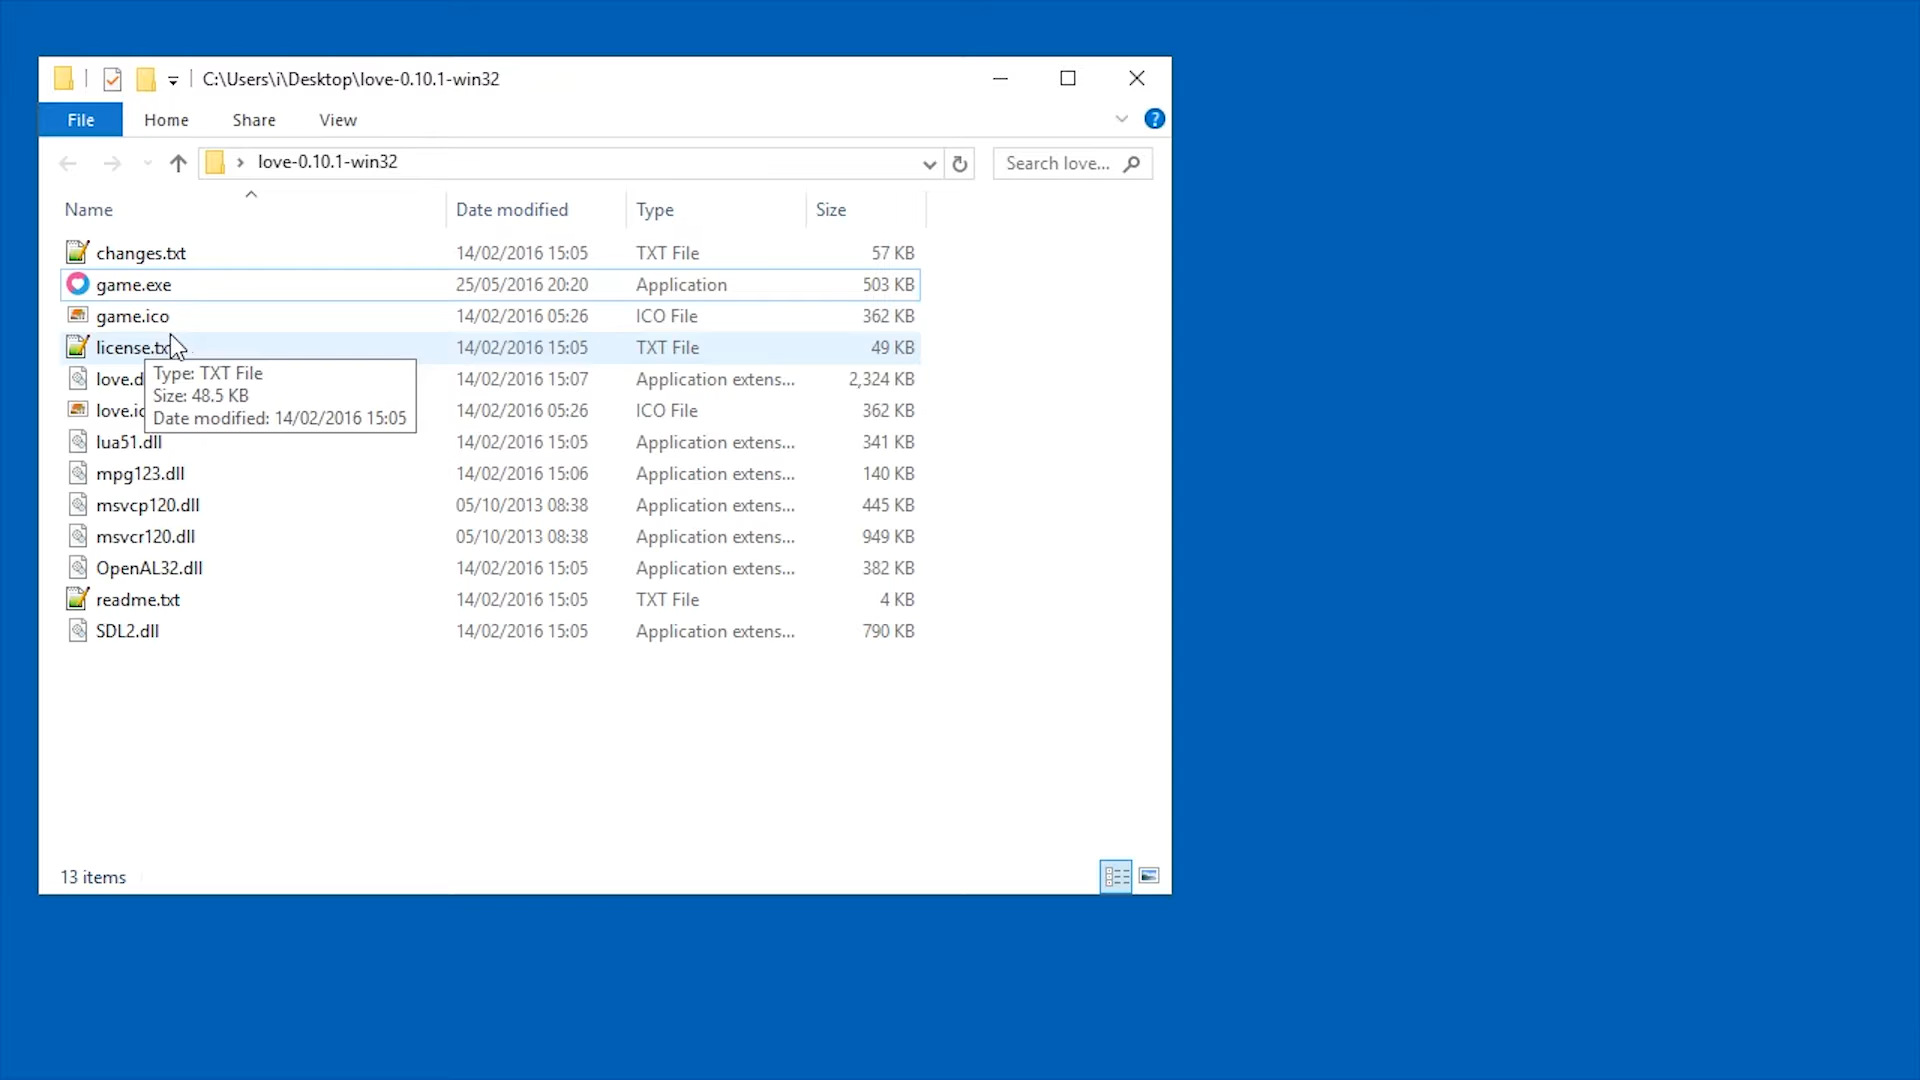 C:\Users\i\Desktop\love-0.10.1-win32
File Home Share View
love-0.10.1-win32 Search love...
Name Date modified Type Size
changes.txt 14/02/2016 15:05 TXT File 57 KB
game.exe 25/05/2016 20:20 Application 503 KB
game.ico 14/02/2016 05:26 ICO File 362 KB
license.tx 14/02/2016 15:05 TXT File 49 KB
love.d 14/02/2016 15:07 Application extens... 2,324 KB
love.ic 14/02/2016 05:26 ICO File 362 KB
Type: TXT File
Size: 48.5 KB
Date modified: 14/02/2016 15:05
lua51.dll 14/02/2016 15:05 Application extens... 341 KB
mpg123.dll 14/02/2016 15:06 Application extens... 140 KB
msvcp120.dll 05/10/2013 08:38 Application extens... 445 KB
msvcr120.dll 05/10/2013 08:38 Application extens... 949 KB
OpenAL32.dll 14/02/2016 15:05 Application extens... 382 KB
readme.txt 14/02/2016 15:05 TXT File 4 KB
SDL2.dll 14/02/2016 15:05 Application extens... 790 KB
13 items